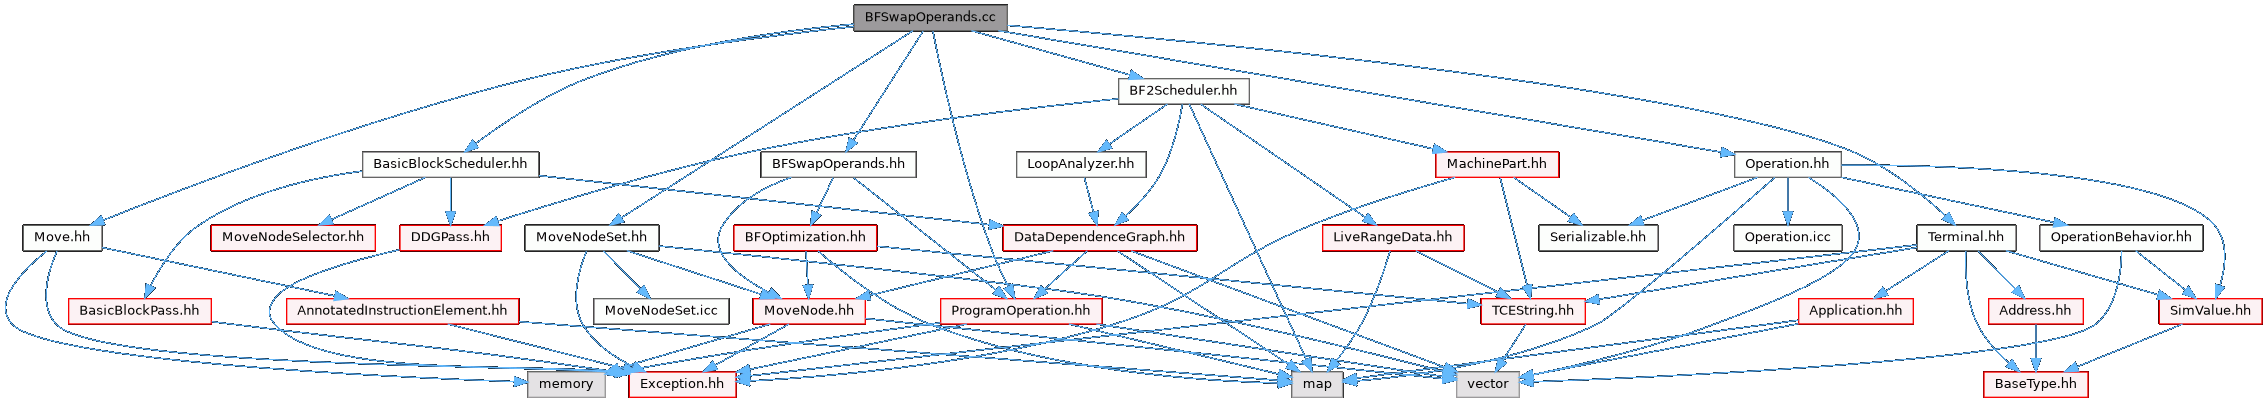 BFSwapOperands.cc
BF2Scheduler.hh
BasicBlockScheduler.hh
BFSwapOperands.hh
LoopAnalyzer.hh
MachinePart.hh
Operation.hh
Move.hh
MoveNodeSelector.hh
DDGPass.hh
MoveNodeSet.hh
BFOptimization.hh
DataDependenceGraph.hh
LiveRangeData.hh
Serializable.hh
Operation.icc
Terminal.hh
OperationBehavior.hh
BasicBlockPass.hh
AnnotatedInstructionElement.hh
MoveNodeSet.icc
MoveNode.hh
ProgramOperation.hh
TCEString.hh
Application.hh
Address.hh
SimValue.hh
memory
Exception.hh
map
vector
BaseType.hh